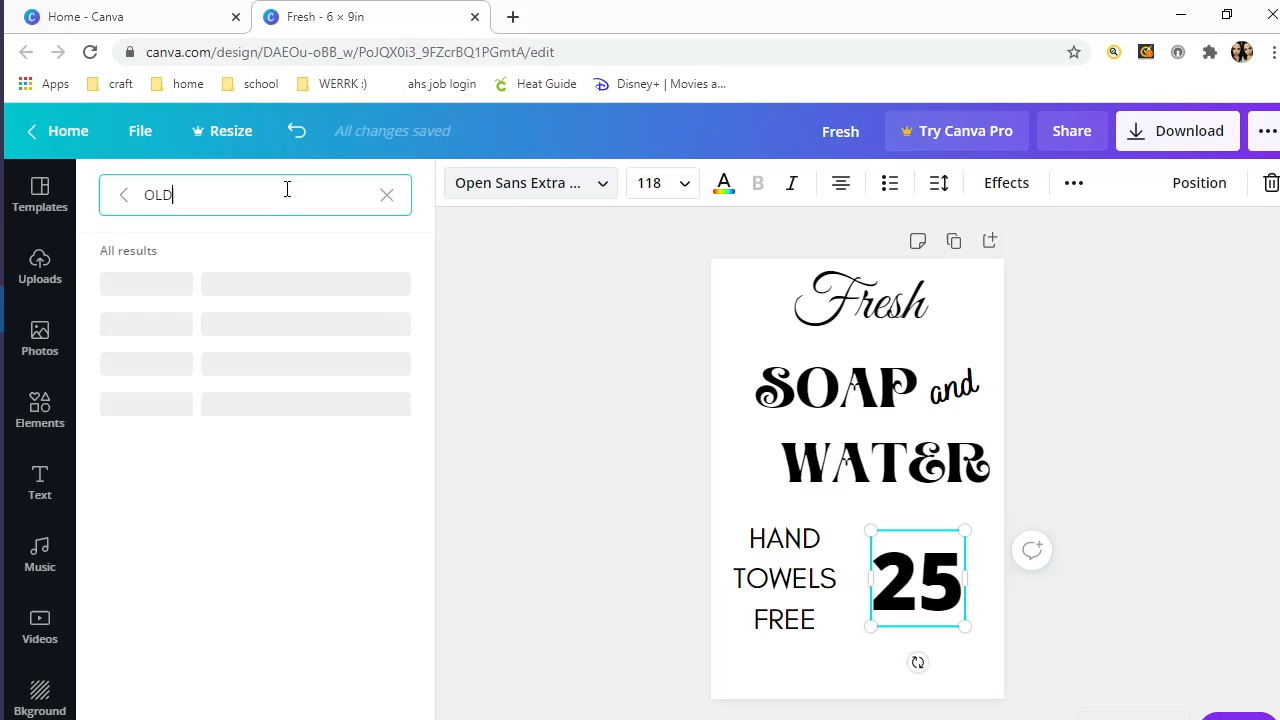 Home - Canva
Fresh - 6 × 9in
canva.com/design/DAEOu-oBB_w/PoJQX0i3_9FZcrBQ1PGmtA/edit
Apps craft home school WERRK :) ahs job login Heat Guide Disney+ | Movies a...
Home File Resize All changes saved Fresh Try Canva Pro Share Download
OLD
Open Sans Extra ... 118 A B I Effects Position
Templates
Uploads
Photos
Elements
Text
Music
Videos
Bkground
All results
Fresh
SOAP and
WATER
HAND
TOWELS
FREE
25